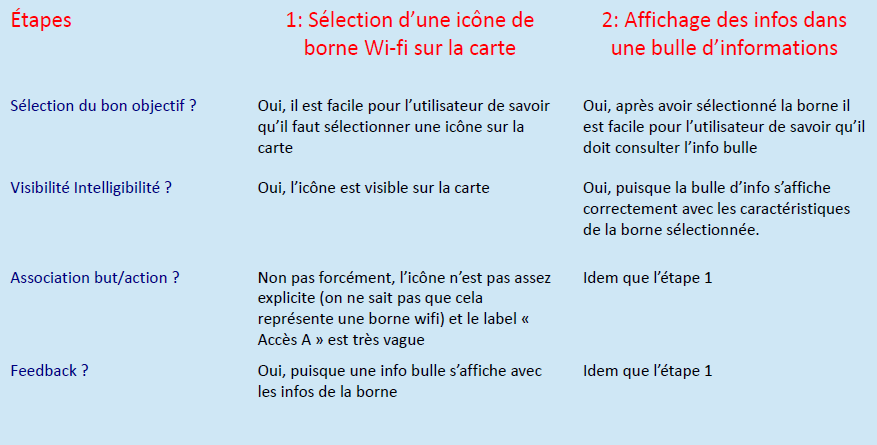 Étapes
1: Sélection d’une icône de
borne Wi-fi sur la carte
2: Affichage des infos dans
une bulle d’informations
Sélection du bon objectif ?
Oui, il est facile pour l’utilisateur de savoir
qu’il faut sélectionner une icône sur la
carte
Oui, après avoir sélectionné la borne il
est facile pour l’utilisateur de savoir qu’il
doit consulter l’info bulle
Visibilité Intelligibilité ?
Oui, l’icône est visible sur la carte
Oui, puisque la bulle d’info s’affiche
correctement avec les caractéristiques
de la borne sélectionnée.
Association but/action ?
Non pas forcément, l’icône n’est pas assez
explicite (on ne sait pas que cela
représente une borne wifi) et le label «
Accès A » est très vague
Idem que l’étape 1
Feedback ?
Oui, puisque une info bulle s’affiche avec
les infos de la borne
Idem que l’étape 1